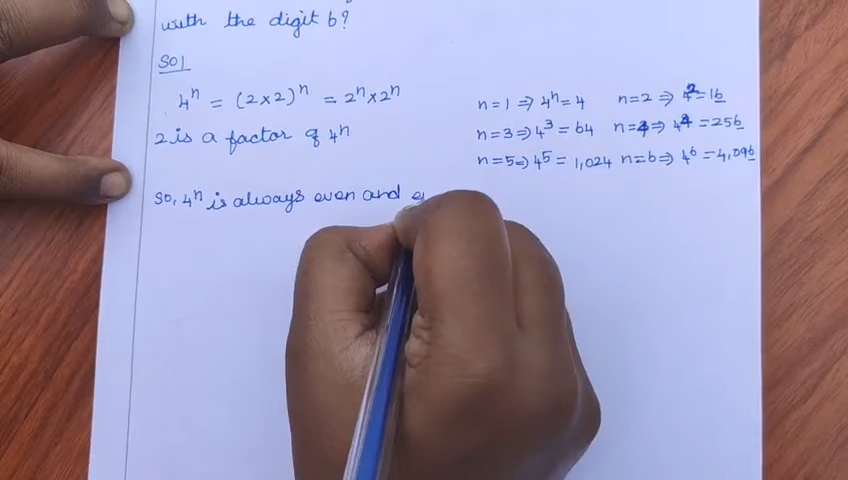 with the digit 6?
Sol
4ⁿ = (2×2)ⁿ = 2ⁿ×2ⁿ
2 is a factor of 4ⁿ
So, 4ⁿ is always even and
n=1 ⇒ 4ⁿ = 4 n=2 ⇒ 4² = 16
n=3 ⇒ 4³ = 64 n=4 ⇒ 4⁴ = 256
n=5 ⇒ 4⁵ = 1,024 n=6 ⇒ 4⁶ = 4,096